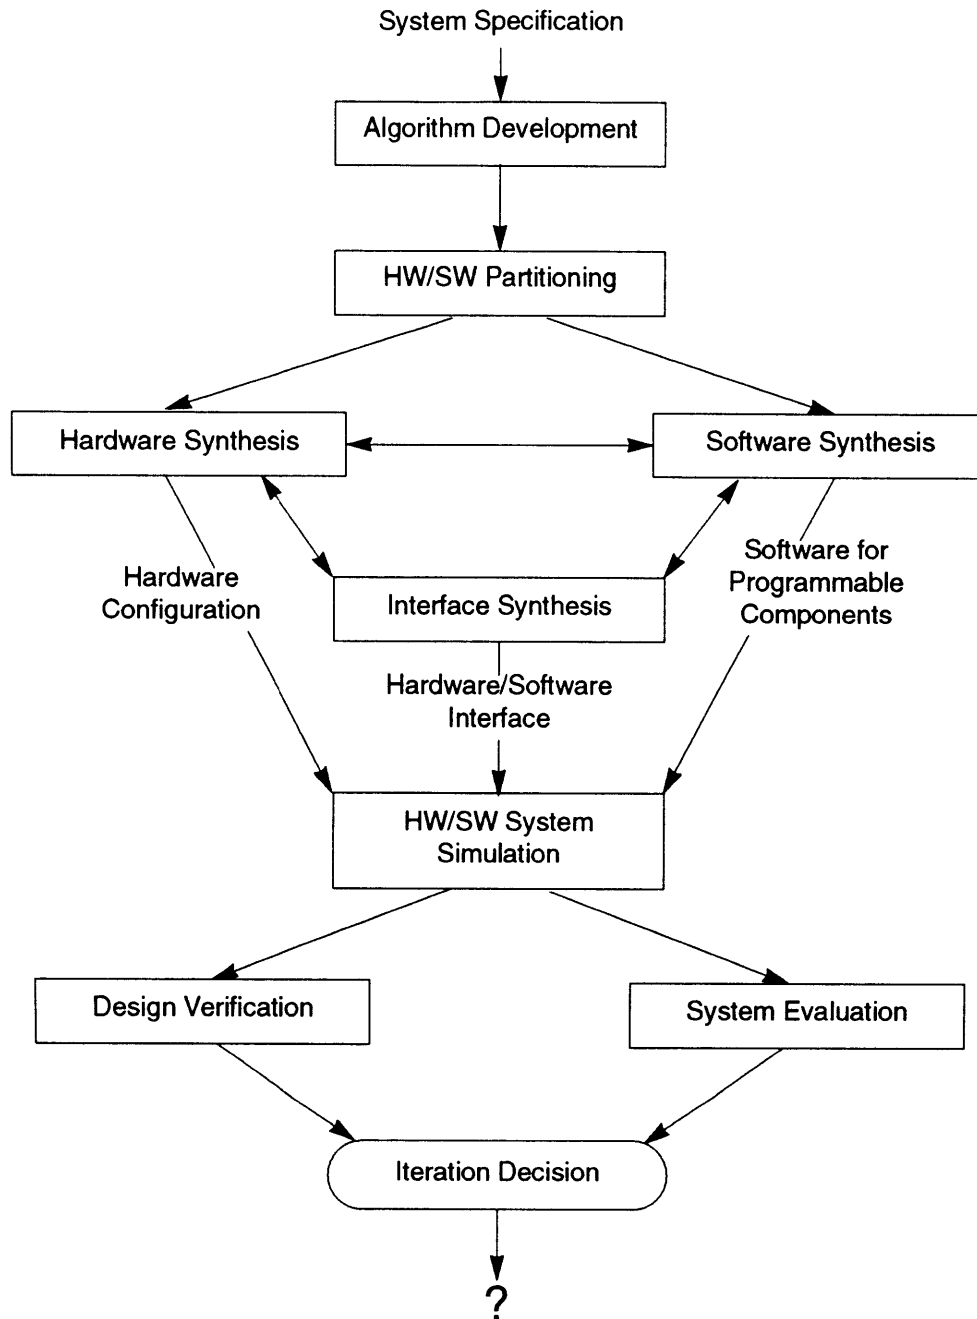 System Specification
Algorithm Development
HW/SW Partitioning
Hardware Synthesis
Software Synthesis
Hardware
Configuration
Interface Synthesis
Software for
Programmable
Components
Hardware/Software
Interface
HW/SW System
Simulation
Design Verification
System Evaluation
Iteration Decision
?